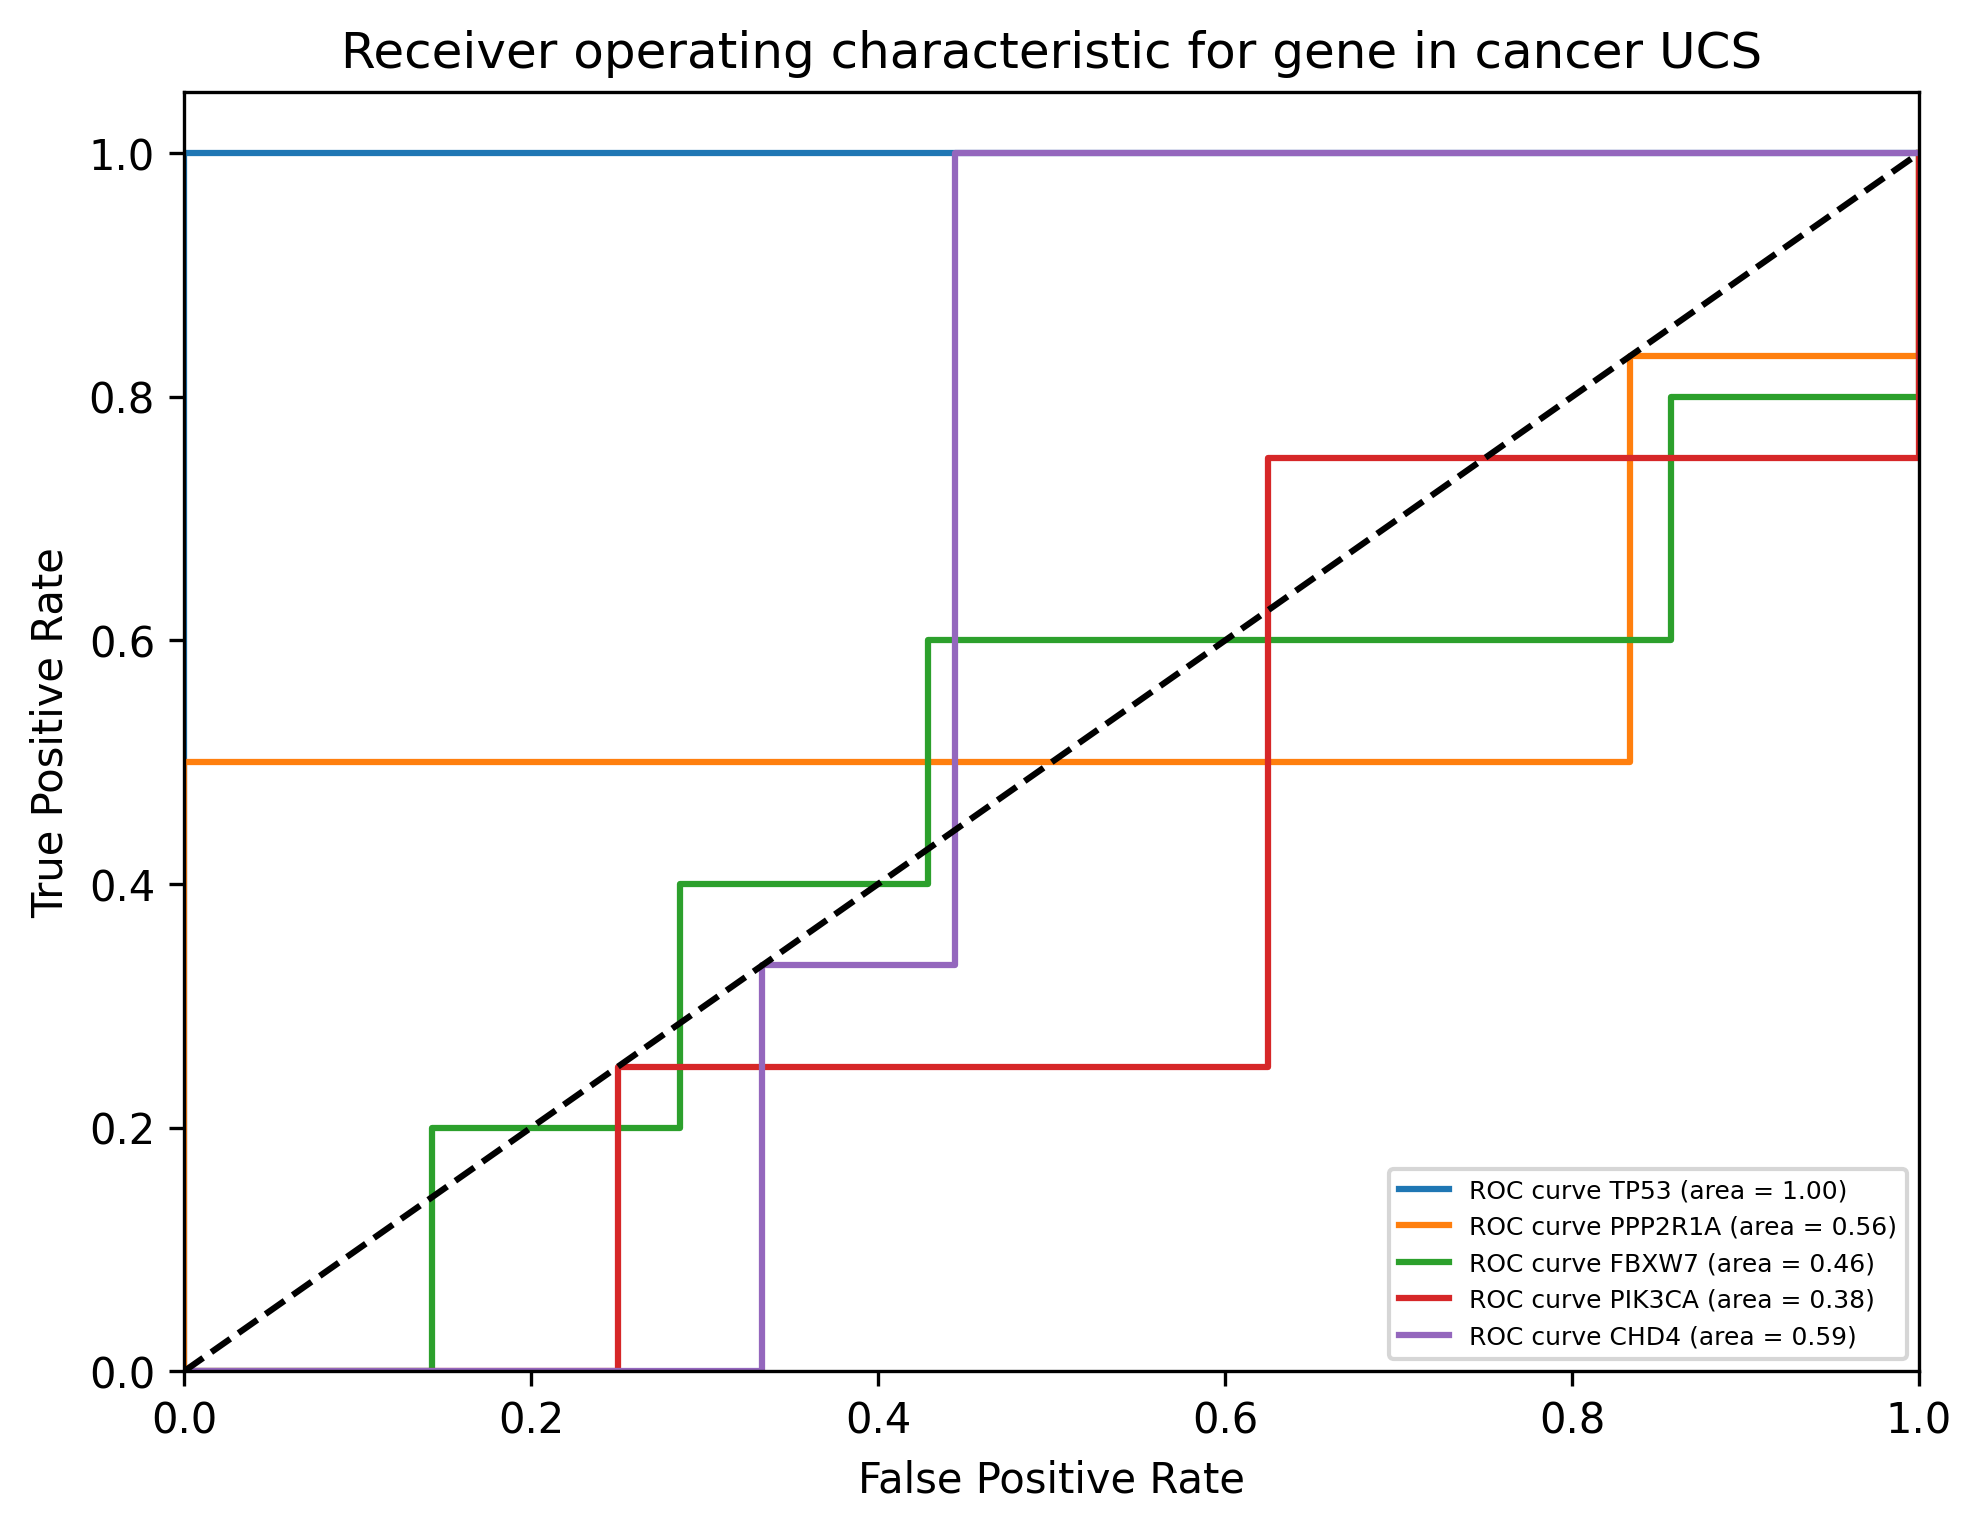 Receiver operating characteristic for gene in cancer UCS
1.0
0.8
0.6
0.4
0.2
0.0
True Positive Rate
ROC curve TP53 (area = 1.00)
ROC curve PPP2R1A (area = 0.56)
ROC curve FBXW7 (area = 0.46)
ROC curve PIK3CA (area = 0.38)
ROC curve CHD4 (area = 0.59)
0.0 0.2 0.4 0.6 0.8 1.0
False Positive Rate